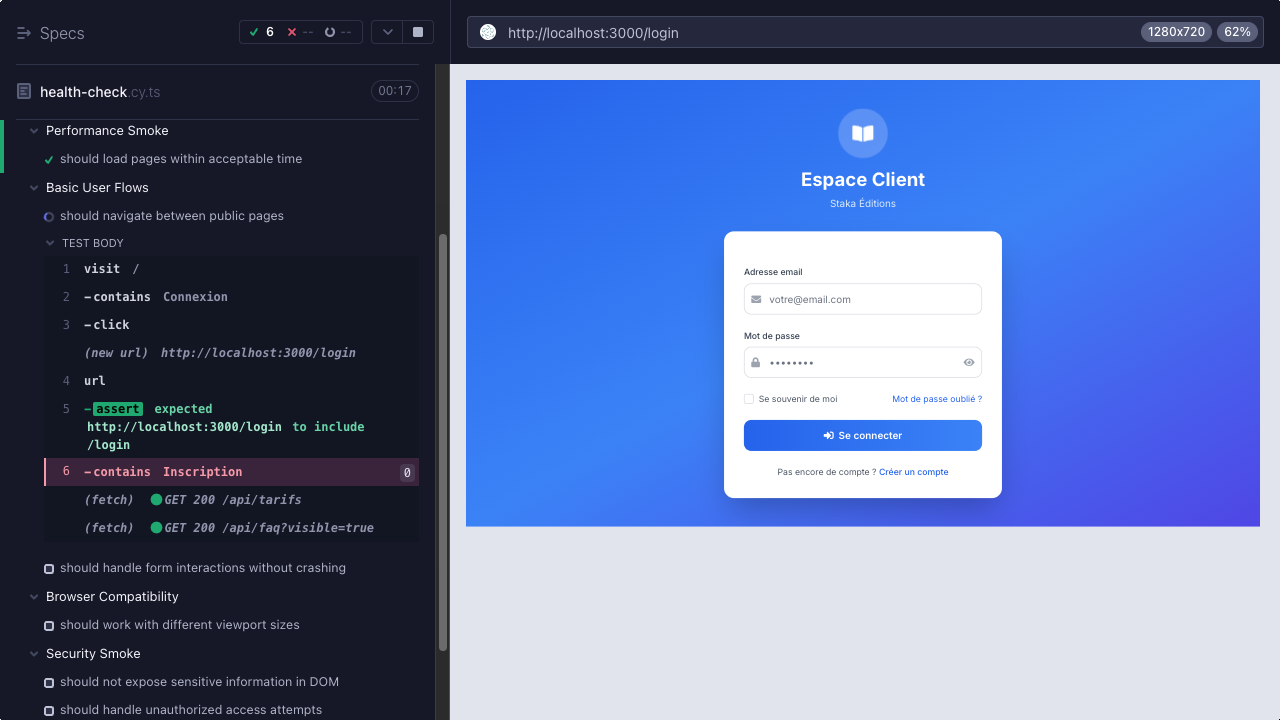 Specs
6
--
--
http://localhost:3000/login
1280x720
62%
health-check.cy.ts
00:17
Performance Smoke
should load pages within acceptable time
Basic User Flows
should navigate between public pages
TEST BODY
1 visit /
2 -contains Connexion
3 -click
(new url) http://localhost:3000/login
4 url
5 -assert expected
http://localhost:3000/login to include
/login
6 -contains Inscription 0
(fetch) GET 200 /api/tarifs
(fetch) GET 200 /api/faq?visible=true
should handle form interactions without crashing
Browser Compatibility
should work with different viewport sizes
Security Smoke
should not expose sensitive information in DOM
should handle unauthorized access attempts
Espace Client
Staka Éditions
Adresse email
votre@email.com
Mot de passe
••••••••
Se souvenir de moi
Mot de passe oublié ?
Se connecter
Pas encore de compte ? Créer un compte